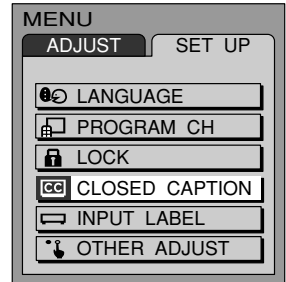 MENU
ADJUST SET UP
LANGUAGE
PROGRAM CH
LOCK
CC CLOSED CAPTION
INPUT LABEL
OTHER ADJUST